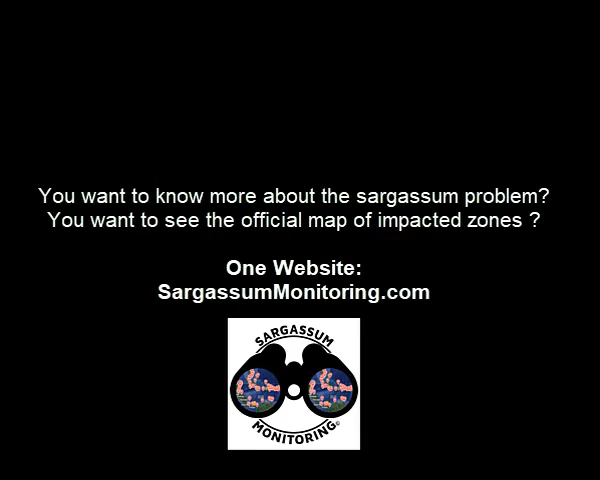 You want to know more about the sargassum problem?
You want to see the official map of impacted zones ?
One Website:
SargassumMonitoring.com
SARGASSUM
MONITORING©